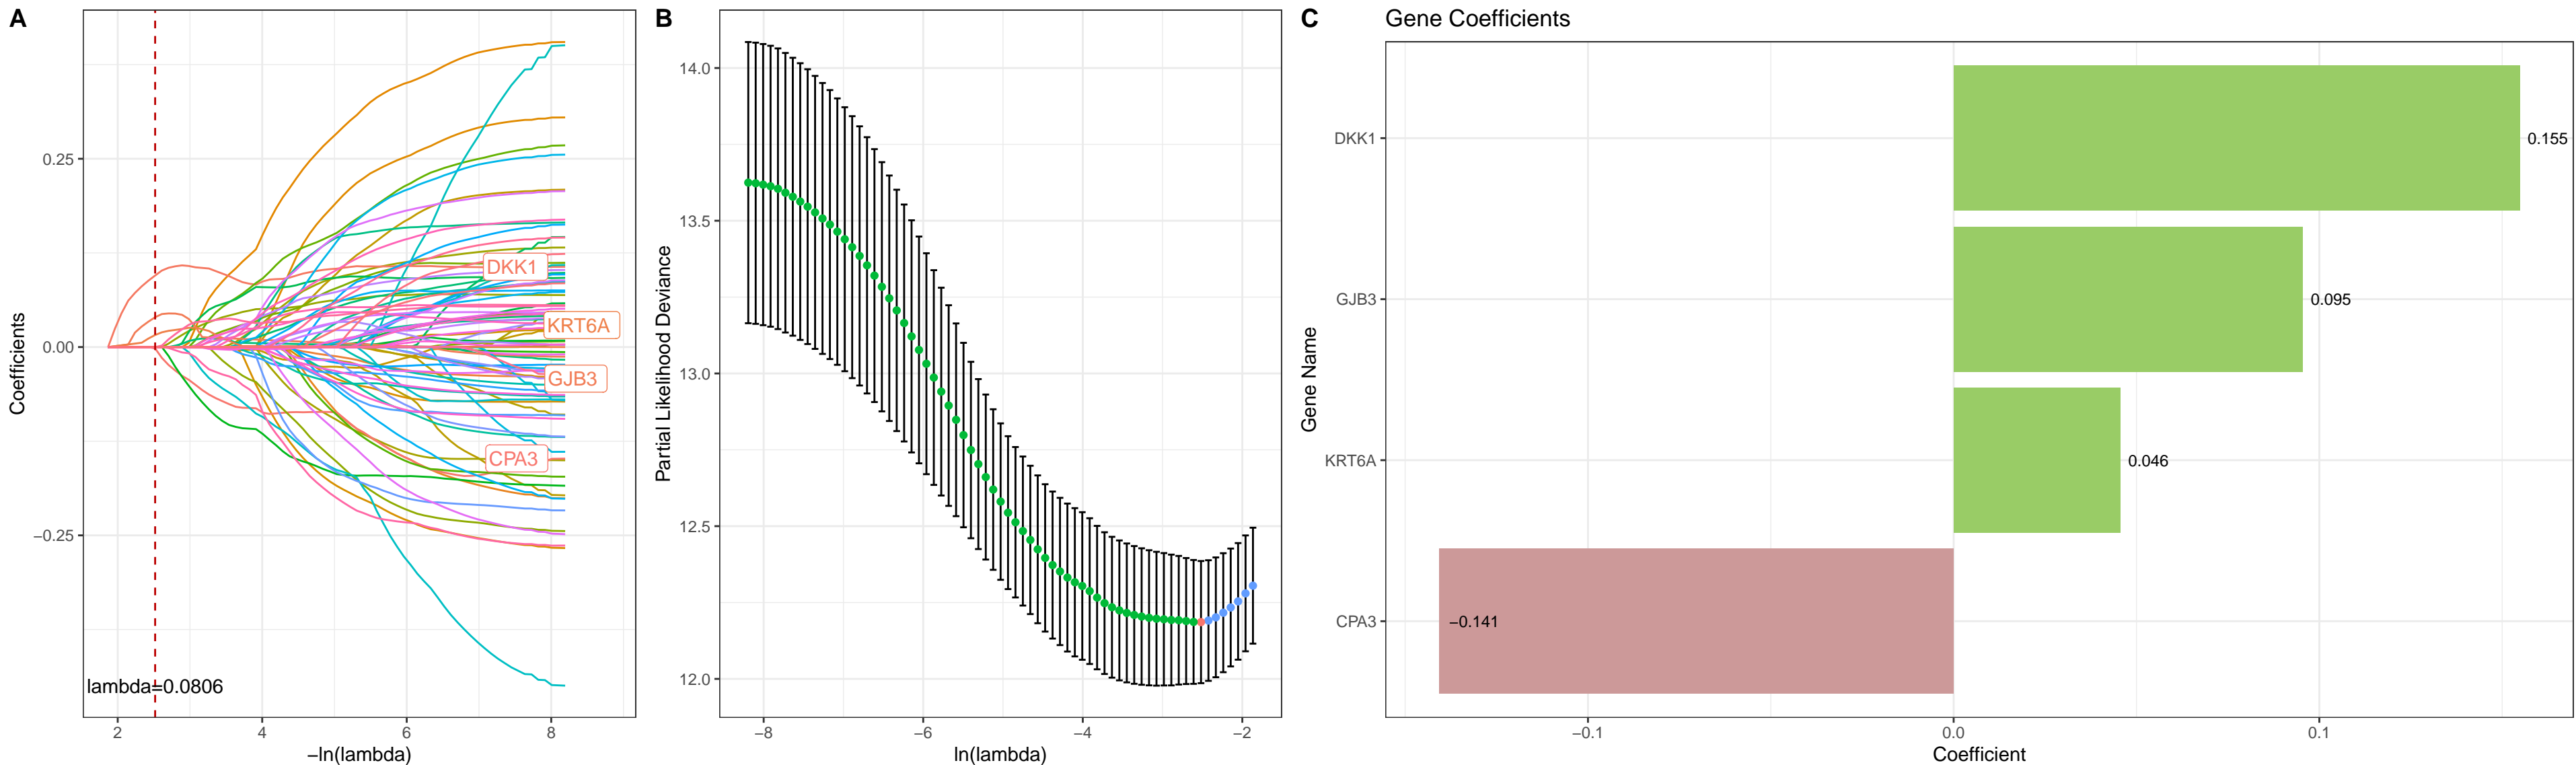 A
Coefficients
0.25
0.00
−0.25
DKK1
KRT6A
GJB3
CPA3
lambda=0.0806
2 4 6 8
−ln(lambda)
B
Partial Likelihood Deviance
14.0
13.5
13.0
12.5
12.0
−8 −6 −4 −2
ln(lambda)
C
Gene Coefficients
Gene Name
DKK1 0.155
GJB3 0.095
KRT6A 0.046
CPA3 −0.141
−0.1 0.0 0.1
Coefficient